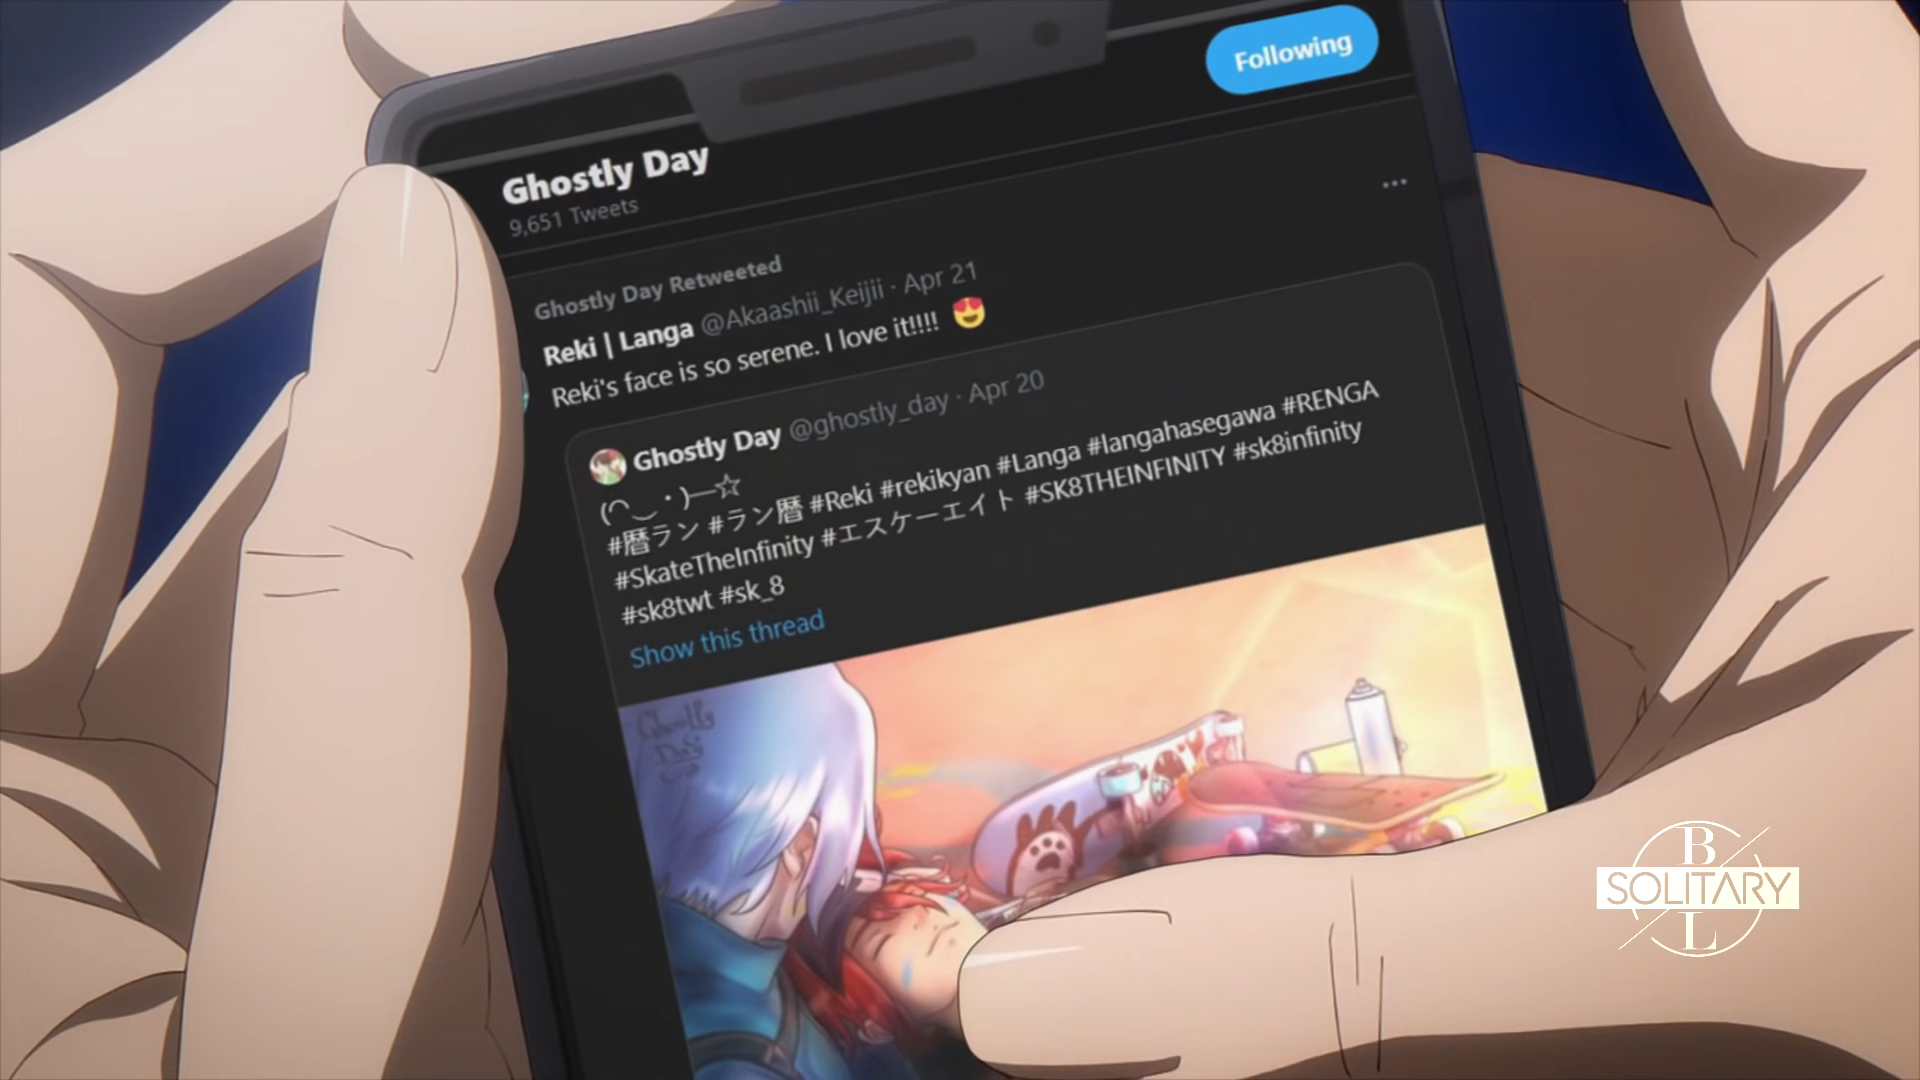 Following
Ghostly Day
9,651 Tweets
Ghostly Day Retweeted
Reki | Langa @Akaashii_Keijii · Apr 21
Reki's face is so serene. I love it!!!! 😍
Ghostly Day @ghostly_day · Apr 20
(◠‿・)—☆
#暦ラン #ラン暦 #Reki #rekikyan #Langa #langahasegawa #RENGA
#SkateTheInfinity #エスケーエイト #SK8THEINFINITY #sk8infinity
#sk8twt #sk_8
Show this thread
Ghostly
Day
B
SOLITARY
L